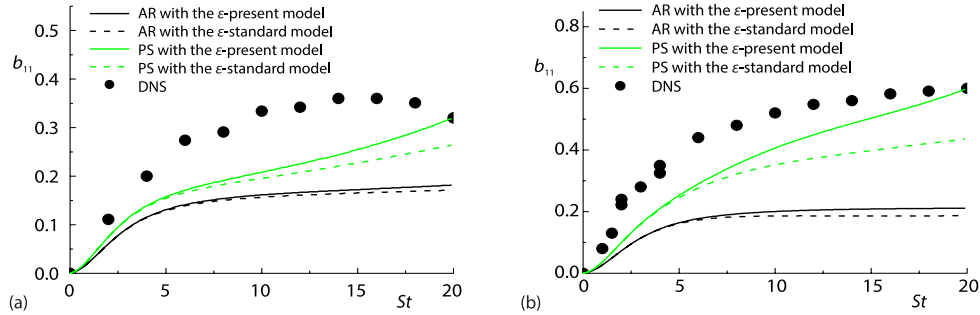 AR with the ε-present model
AR with the ε-standard model
PS with the ε-present model
PS with the ε-standard model
DNS
b₁₁
0.5
0.4
0.3
0.2
0.1
0.0
0 5 10 15 20
St
(a)
AR with the ε-present model
AR with the ε-standard model
PS with the ε-present model
PS with the ε-standard model
DNS
b₁₁
0.8
0.6
0.4
0.2
0.0
0 5 10 15 20
St
(b)